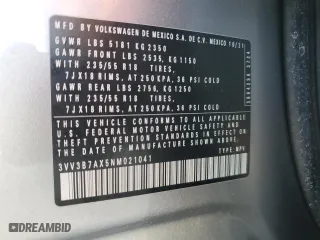 MFD. BY VOLKSWAGEN DE MEXICO S.A. DE C.V. MEXICO 10/21
GVWR LBS 5181 KG 2350
GAWR FRONT LBS 2535, KG 1150
WITH 235/55 R18 TIRES,
7JX18 RIMS, AT 250 KPA, 36 PSI COLD
GAWR REAR LBS 2756, KG 1250
WITH 235/55 R18 TIRES,
7JX18 RIMS, AT 250 KPA, 36 PSI COLD
THIS VEHICLE CONFORMS TO ALL APPLICABLE FEDERAL
MOTOR VEHICLE SAFETY
STANDARDS IN EFFECT ON THE DATE OF
MANUFACTURE SHOWN ABOVE
3VV3B7AX5NM021041
TYPE: MPV
DREAMBID
DREAMBID